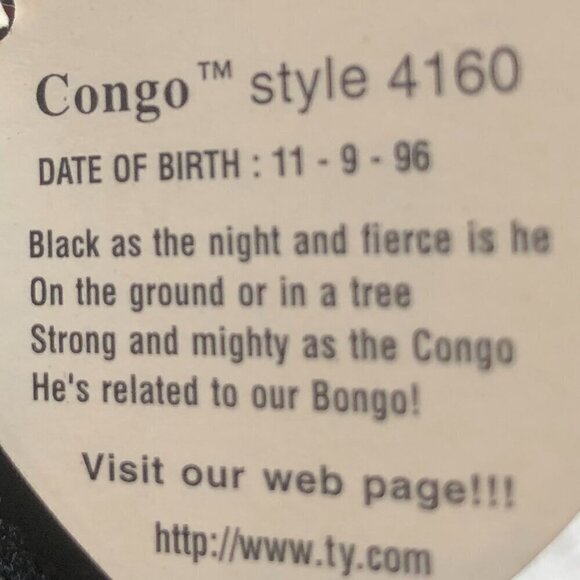 Congo™ style 4160
DATE OF BIRTH : 11 - 9 - 96
Black as the night and fierce is he
On the ground or in a tree
Strong and mighty as the Congo
He's related to our Bongo!
Visit our web page!!!
http://www.ty.com